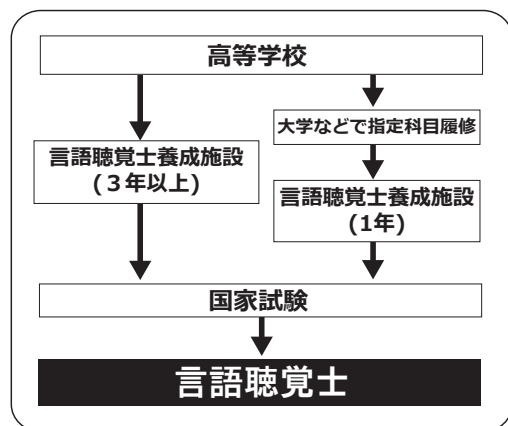 高等学校
言語聴覚士養成施設
(３年以上)
大学などで指定科目履修
言語聴覚士養成施設
(1年)
国家試験
言語聴覚士